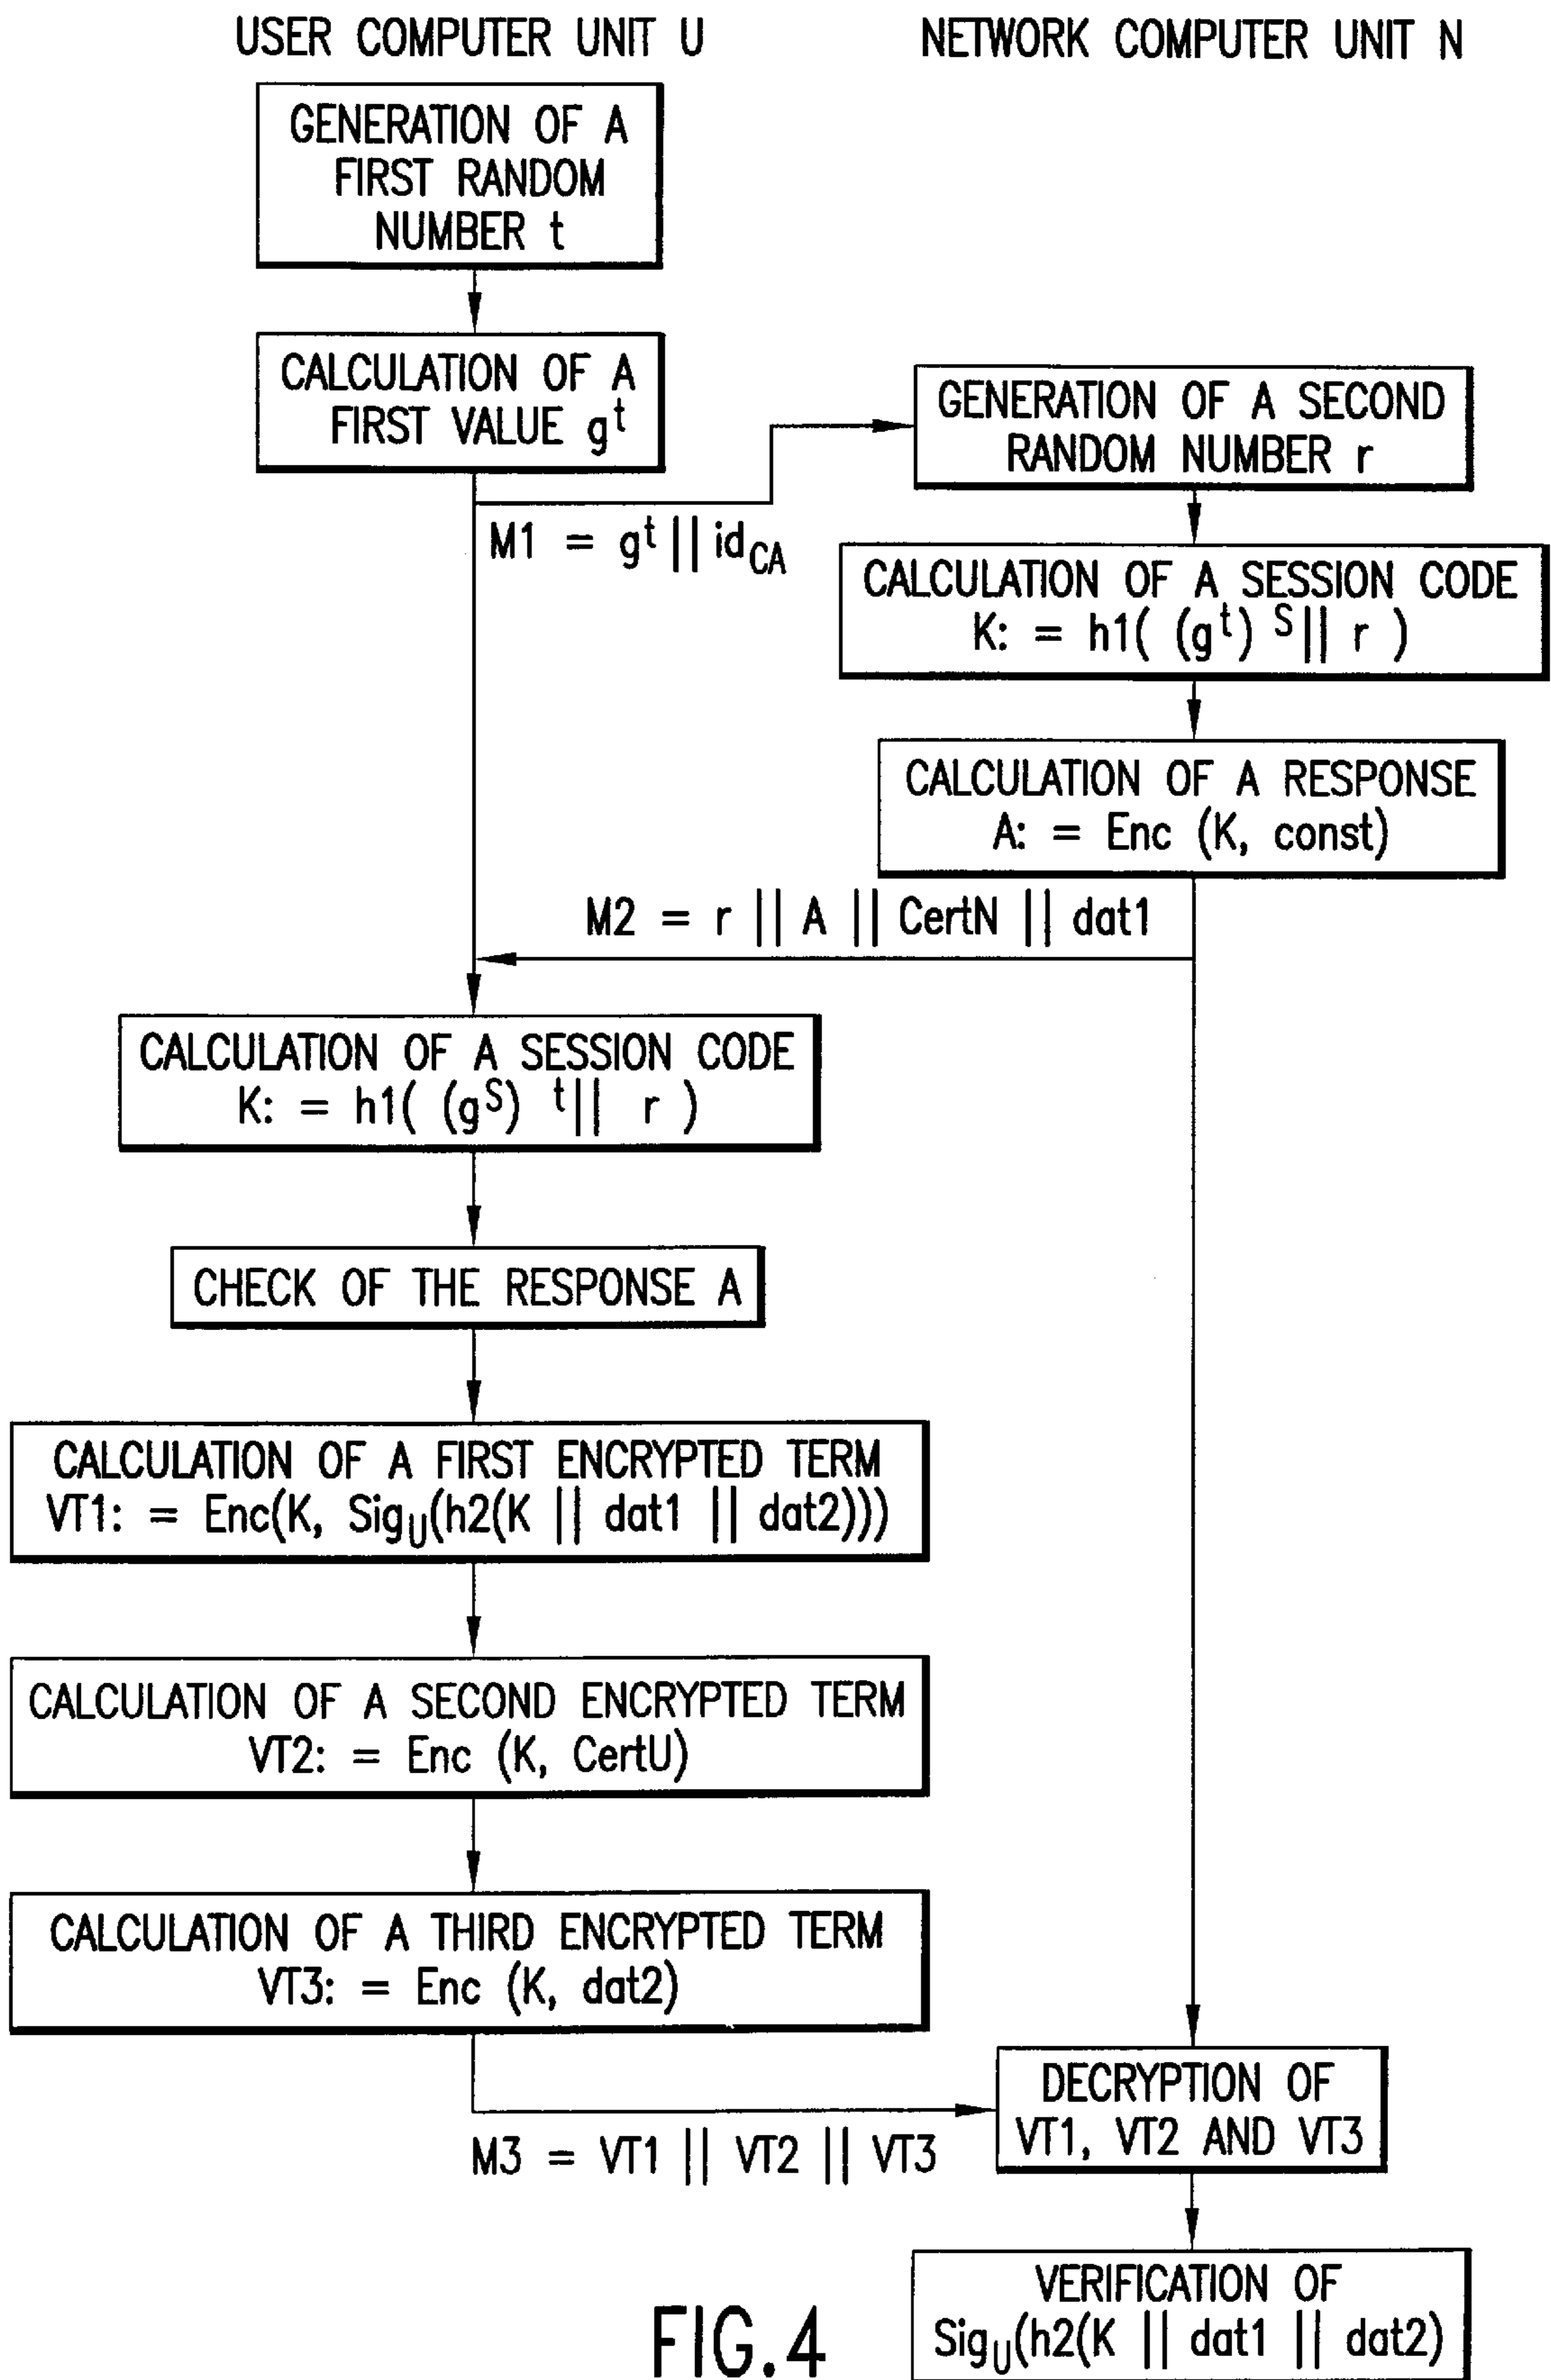 USER COMPUTER UNIT U
NETWORK COMPUTER UNIT N
GENERATION OF A
FIRST RANDOM
NUMBER t
CALCULATION OF A
FIRST VALUE gᵗ
GENERATION OF A SECOND
RANDOM NUMBER r
M1 = gᵗ || id_CA
CALCULATION OF A SESSION CODE
K: = h1( (gᵗ) ˢ|| r )
CALCULATION OF A RESPONSE
A: = Enc (K, const)
M2 = r || A || CertN || dat1
CALCULATION OF A SESSION CODE
K: = h1( (gˢ) ᵗ|| r )
CHECK OF THE RESPONSE A
CALCULATION OF A FIRST ENCRYPTED TERM
VT1: = Enc(K, Sig_U(h2(K || dat1 || dat2)))
CALCULATION OF A SECOND ENCRYPTED TERM
VT2: = Enc (K, CertU)
CALCULATION OF A THIRD ENCRYPTED TERM
VT3: = Enc (K, dat2)
DECRYPTION OF
VT1, VT2 AND VT3
M3 = VT1 || VT2 || VT3
VERIFICATION OF
Sig_U(h2(K || dat1 || dat2)
FIG.4